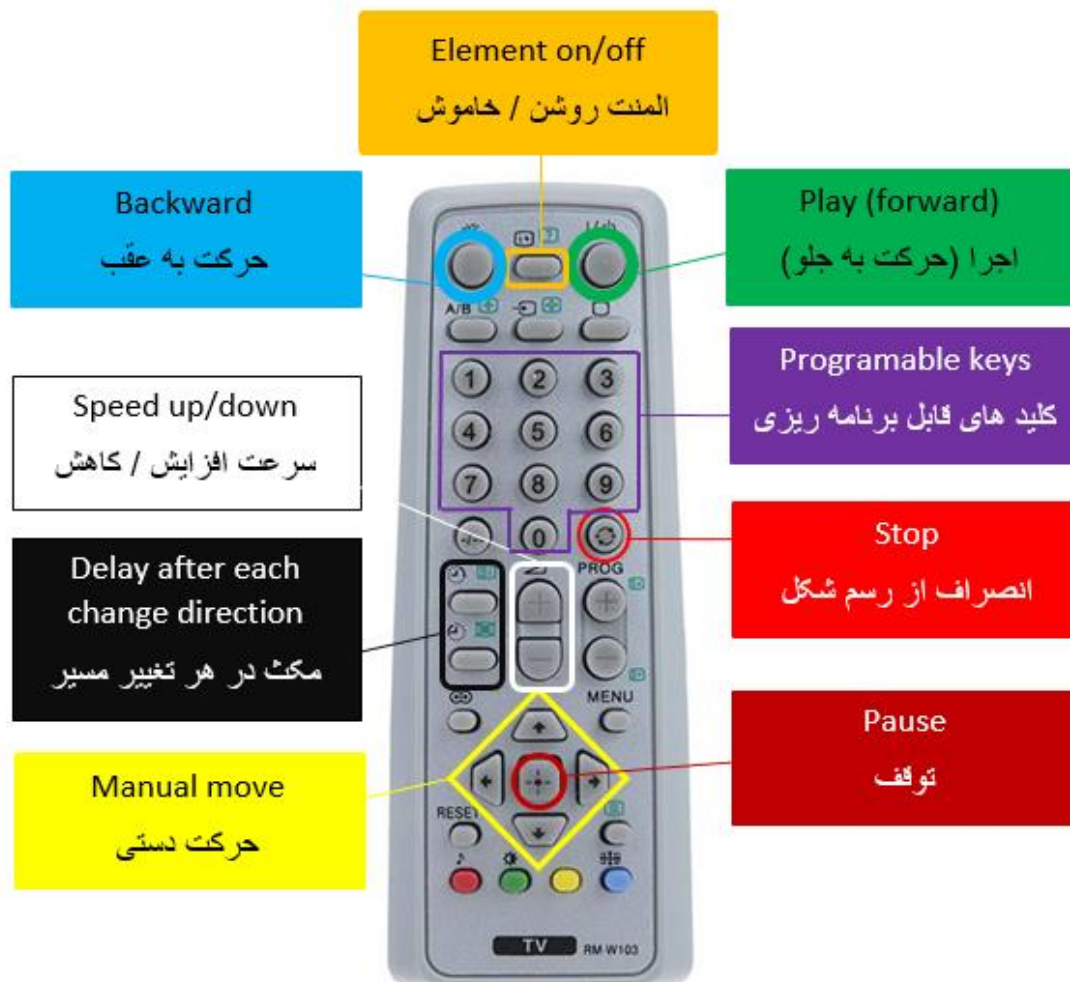 Element on/off
المنت روشن / خاموش
Backward
حرکت به عقب
Play (forward)
اجرا (حرکت به جلو)
A/B
1 2 3
Programable keys
کلید های قابل برنامه ریزی
Speed up/down
سرعت افزایش / کاهش
4 5 6
7 8 9
-/--
0
Stop
انصراف از رسم شکل
Delay after each
change direction
مکث در هر تغییر مسیر
PROG
MENU
Pause
توقف
Manual move
حرکت دستی
RESET
TV
RM-W103